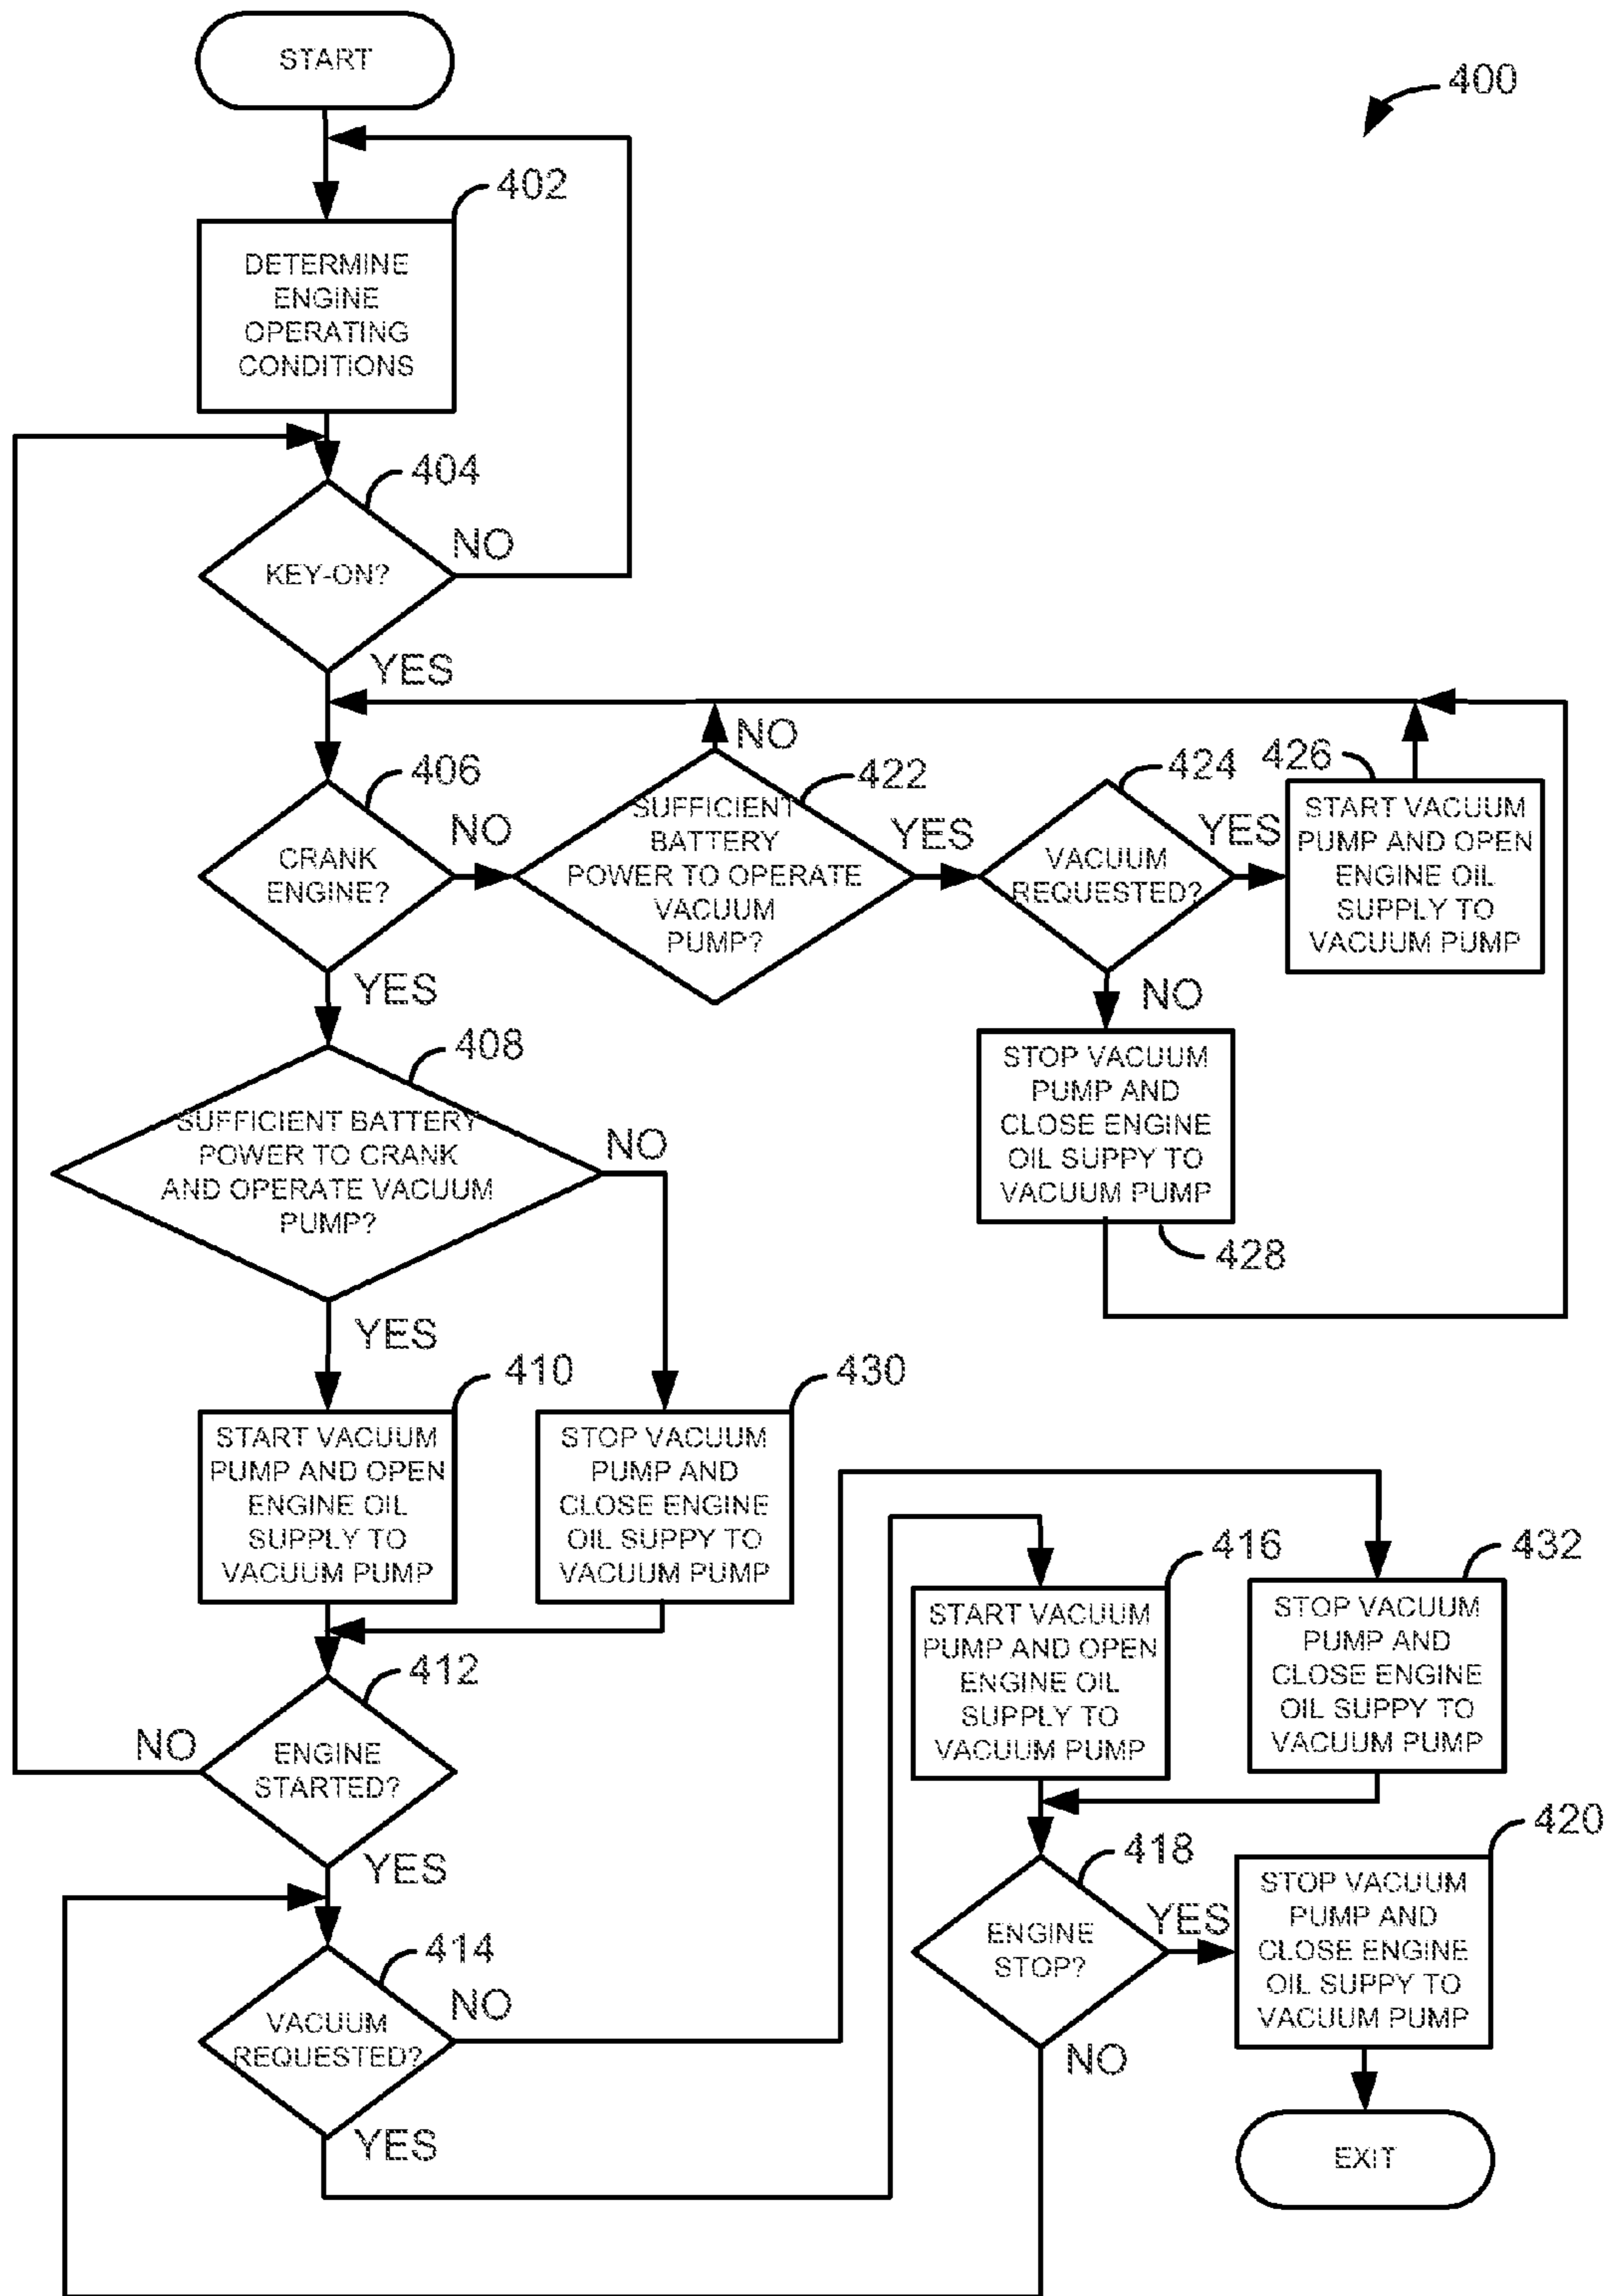 START
400
402
DETERMINE
ENGINE
OPERATING
CONDITIONS
404
KEY-ON?
NO
YES
406
CRANK
ENGINE?
NO
YES
422
SUFFICIENT
BATTERY
POWER TO OPERATE
VACUUM
PUMP?
NO
YES
424
VACUUM
REQUESTED?
YES
NO
426
START VACUUM
PUMP AND OPEN
ENGINE OIL
SUPPLY TO
VACUUM PUMP
STOP VACUUM
PUMP AND
CLOSE ENGINE
OIL SUPPY TO
VACUUM PUMP
428
408
SUFFICIENT BATTERY
POWER TO CRANK
AND OPERATE VACUUM
PUMP?
NO
YES
410
START VACUUM
PUMP AND OPEN
ENGINE OIL
SUPPLY TO
VACUUM PUMP
430
STOP VACUUM
PUMP AND
CLOSE ENGINE
OIL SUPPY TO
VACUUM PUMP
412
ENGINE
STARTED?
NO
YES
414
VACUUM
REQUESTED?
NO
YES
416
START VACUUM
PUMP AND OPEN
ENGINE OIL
SUPPLY TO
VACUUM PUMP
432
STOP VACUUM
PUMP AND
CLOSE ENGINE
OIL SUPPY TO
VACUUM PUMP
418
ENGINE
STOP?
YES
NO
420
STOP VACUUM
PUMP AND
CLOSE ENGINE
OIL SUPPY TO
VACUUM PUMP
EXIT